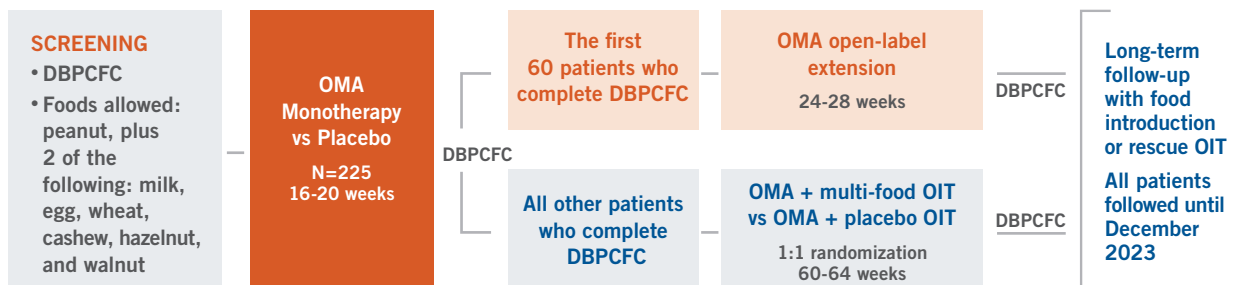 SCREENING
• DBPCFC
• Foods allowed:
peanut, plus
2 of the
following: milk,
egg, wheat,
cashew, hazelnut,
and walnut
OMA
Monotherapy
vs Placebo
N=225
16-20 weeks
DBPCFC
The first
60 patients who
complete DBPCFC
OMA open-label
extension
24-28 weeks
DBPCFC
All other patients
who complete
DBPCFC
OMA + multi-food OIT
vs OMA + placebo OIT
1:1 randomization
60-64 weeks
DBPCFC
Long-term
follow-up
with food
introduction
or rescue OIT
All patients
followed until
December
2023